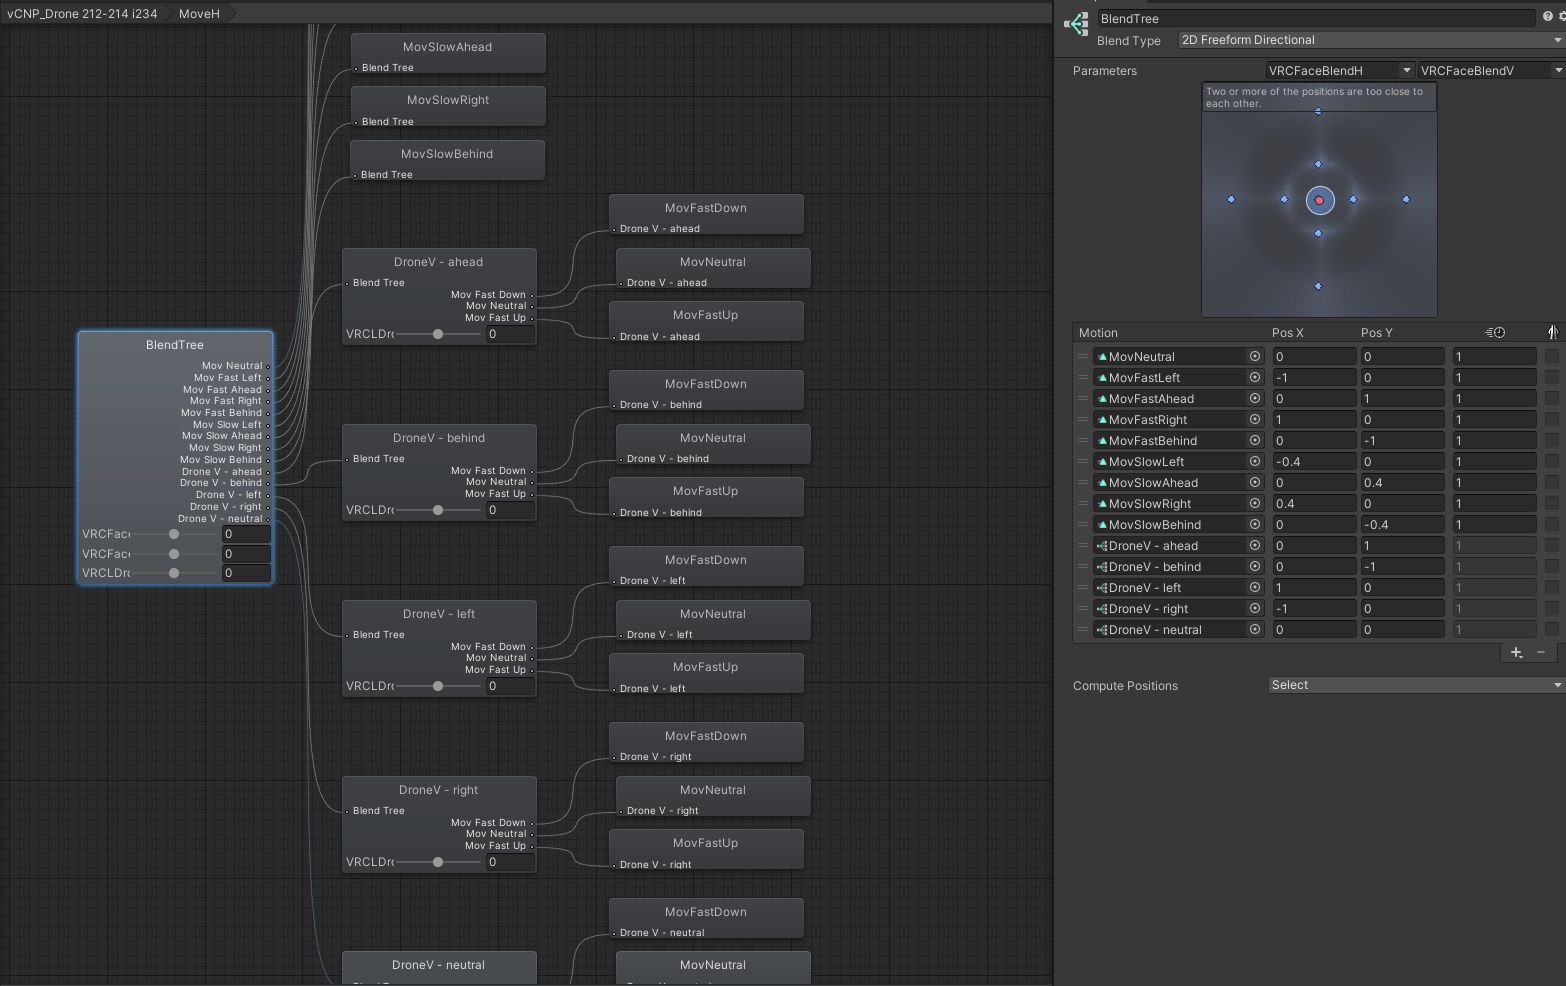 vCNP_Drone 212-214 i234
MoveH
MovSlowAhead
Blend Tree
MovSlowRight
Blend Tree
MovSlowBehind
Blend Tree
BlendTree
Mov Neutral
Mov Fast Left
Mov Fast Ahead
Mov Fast Right
Mov Fast Behind
Mov Slow Left
Mov Slow Ahead
Mov Slow Right
Mov Slow Behind
Drone V - ahead
Drone V - behind
Drone V - left
Drone V - right
Drone V - neutral
VRCFace 0
VRCFace 0
VRCLDro 0
DroneV - ahead
Blend Tree
Mov Fast Down
Mov Neutral
Mov Fast Up
VRCLDro 0
MovFastDown
Drone V - ahead
MovNeutral
Drone V - ahead
MovFastUp
Drone V - ahead
DroneV - behind
Blend Tree
Mov Fast Down
Mov Neutral
Mov Fast Up
VRCLDro 0
MovFastDown
Drone V - behind
MovNeutral
Drone V - behind
MovFastUp
Drone V - behind
DroneV - left
Blend Tree
Mov Fast Down
Mov Neutral
Mov Fast Up
VRCLDro 0
MovFastDown
Drone V - left
MovNeutral
Drone V - left
MovFastUp
Drone V - left
DroneV - right
Blend Tree
Mov Fast Down
Mov Neutral
Mov Fast Up
VRCLDro 0
MovFastDown
Drone V - right
MovNeutral
Drone V - right
MovFastUp
Drone V - right
DroneV - neutral
MovFastDown
Drone V - neutral
MovNeutral
BlendTree
Blend Type 2D Freeform Directional
Parameters VRCFaceBlendH VRCFaceBlendV
Two or more of the positions are too close to
each other.
Motion Pos X Pos Y
MovNeutral 0 0 1
MovFastLeft -1 0 1
MovFastAhead 0 1 1
MovFastRight 1 0 1
MovFastBehind 0 -1 1
MovSlowLeft -0.4 0 1
MovSlowAhead 0 0.4 1
MovSlowRight 0.4 0 1
MovSlowBehind 0 -0.4 1
DroneV - ahead 0 1 1
DroneV - behind 0 -1 1
DroneV - left 1 0 1
DroneV - right -1 0 1
DroneV - neutral 0 0 1
+ -
Compute Positions Select